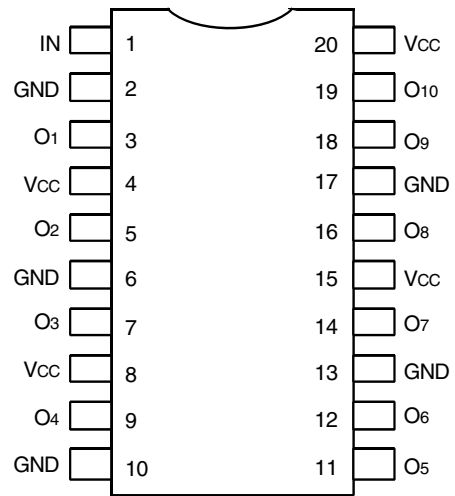 IN 1 20 VCC
GND 2 19 O10
O1 3 18 O9
VCC 4 17 GND
O2 5 16 O8
GND 6 15 VCC
O3 7 14 O7
VCC 8 13 GND
O4 9 12 O6
GND 10 11 O5